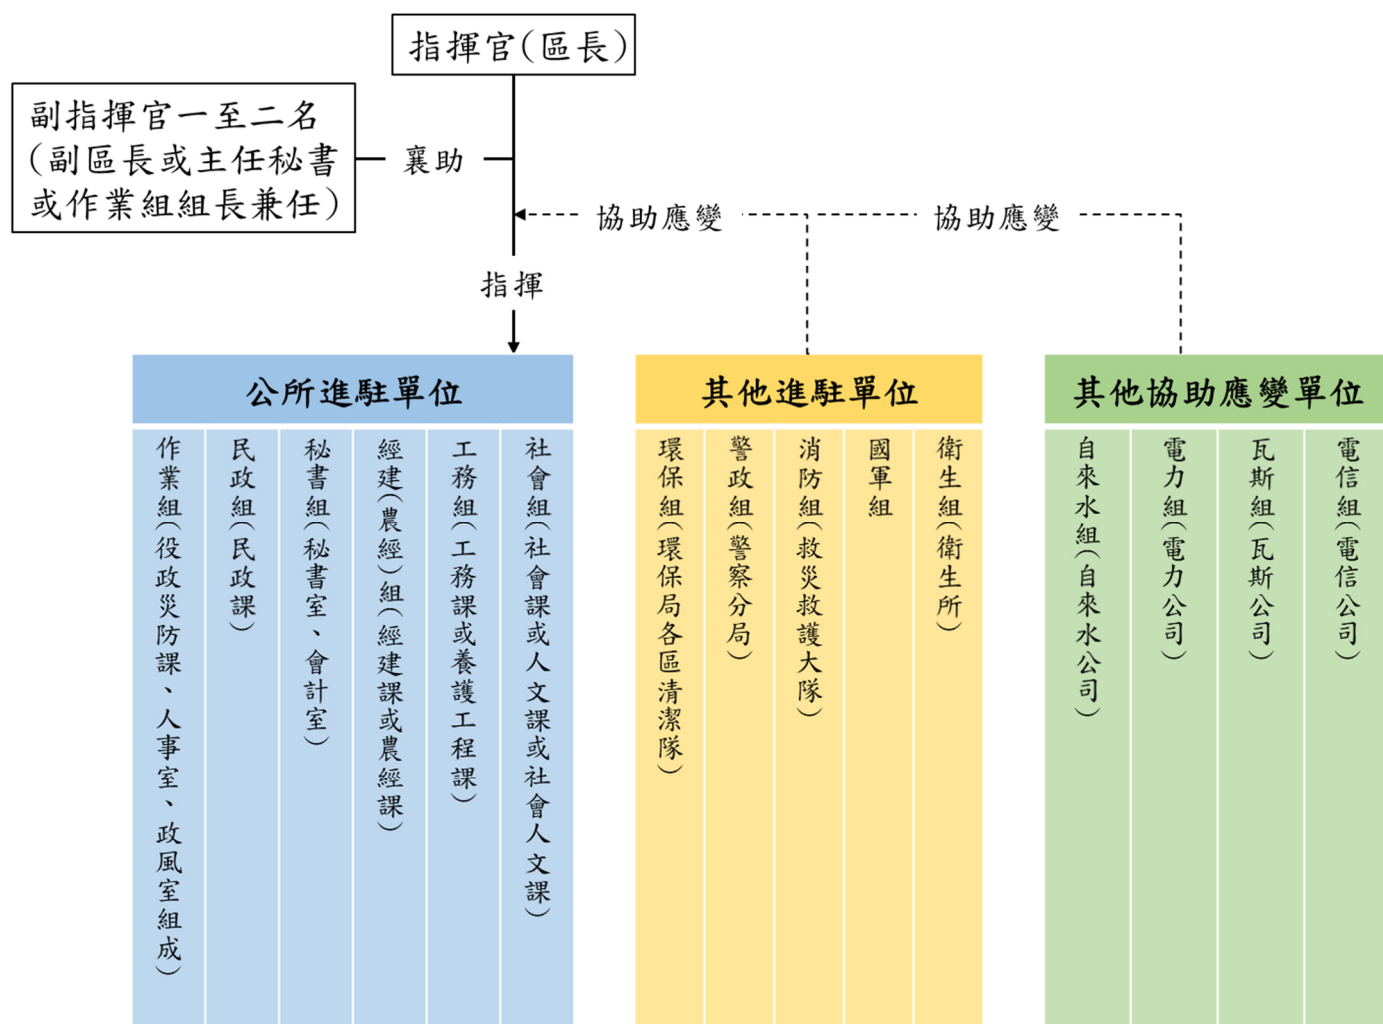 指揮官(區長)
副指揮官一至二名
(副區長或主任秘書
或作業組組長兼任)
襄助
協助應變
協助應變
指揮
公所進駐單位
作業組(役政災防課、人事室、政風室組成)
民政組(民政課)
秘書組(秘書室、會計室)
經建(農經)組(經建課或農經課)
工務組(工務課或養護工程課)
社會組(社會課或人文課或社會人文課)
其他進駐單位
環保組(環保局各區清潔隊)
警政組(警察分局)
消防組(救災救護大隊)
國軍組
衛生組(衛生所)
其他協助應變單位
自來水組(自來水公司)
電力組(電力公司)
瓦斯組(瓦斯公司)
電信組(電信公司)